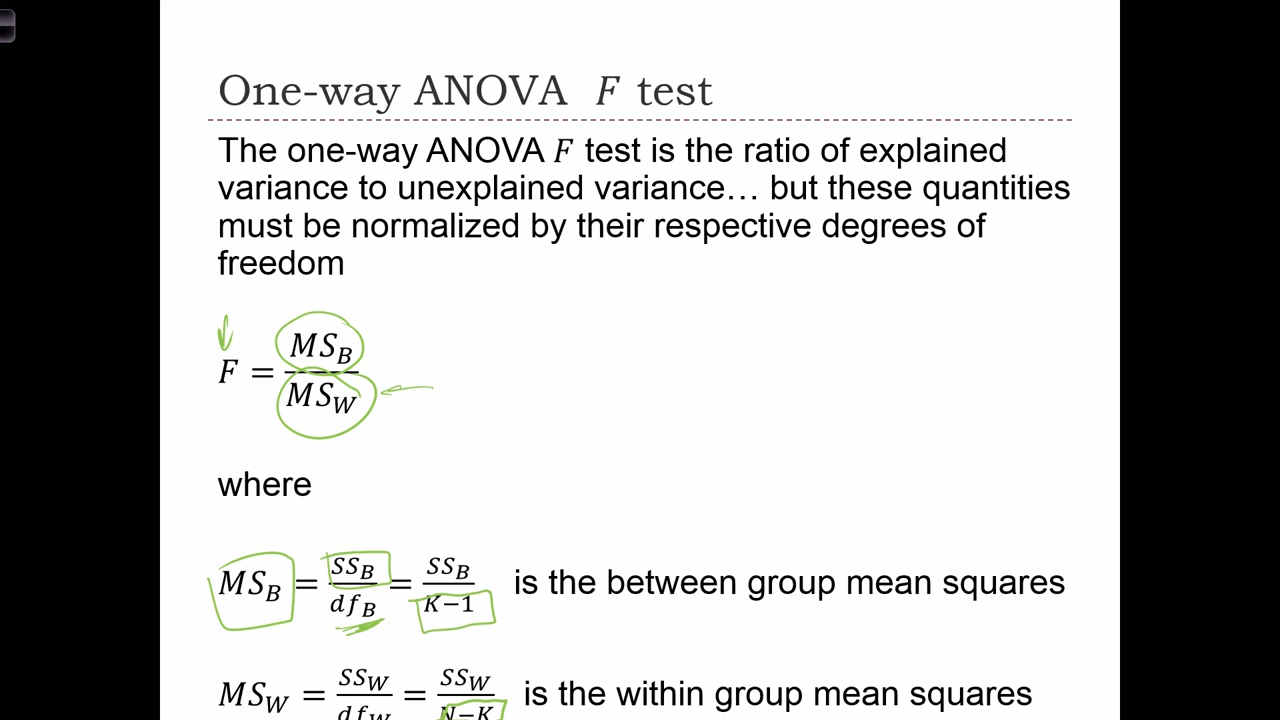 One-way ANOVA F test
The one-way ANOVA F test is the ratio of explained
variance to unexplained variance… but these quantities
must be normalized by their respective degrees of
freedom
F = MS_B / MS_W
where
MS_B = SS_B / df_B = SS_B / K−1 is the between group mean squares
MS_W = SS_W / df_W = SS_W / N−K is the within group mean squares